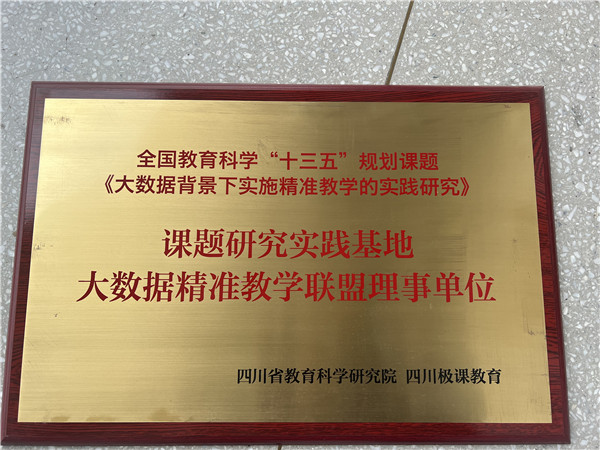 全国教育科学“十三五”规划课题
《大数据背景下实施精准教学的实践研究》
课题研究实践基地
大数据精准教学联盟理事单位
四川省教育科学研究院 四川极课教育